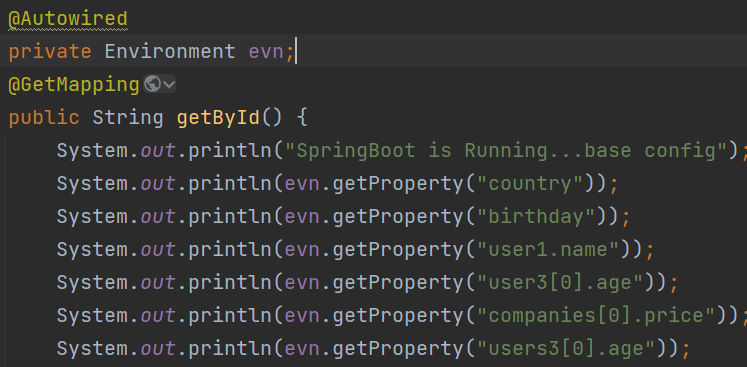 @Autowired
private Environment evn;
@GetMapping
public String getById() {
System.out.println("SpringBoot is Running...base config");
System.out.println(evn.getProperty("country"));
System.out.println(evn.getProperty("birthday"));
System.out.println(evn.getProperty("user1.name"));
System.out.println(evn.getProperty("user3[0].age"));
System.out.println(evn.getProperty("companies[0].price"));
System.out.println(evn.getProperty("users3[0].age"));